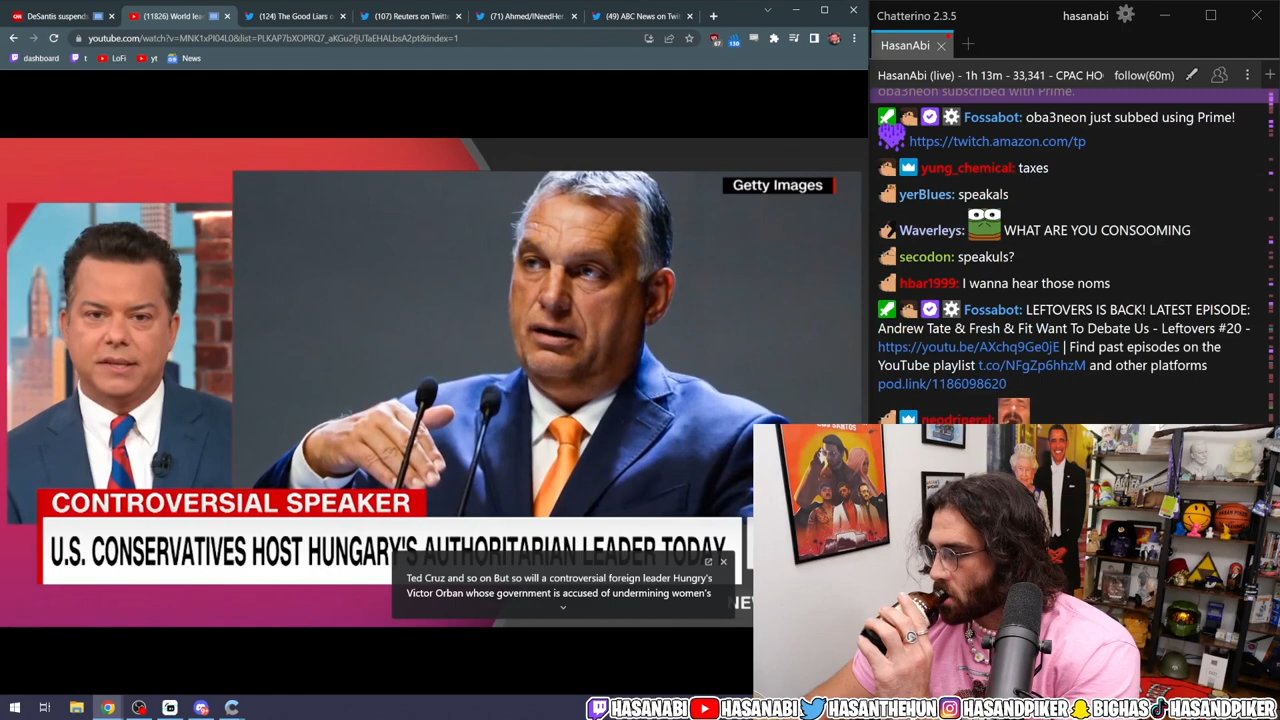 DeSantis suspends
(11826) World lea
(124) The Good Liars o
(107) Reuters on Twitt
(71) Ahmed/INeedHe
(49) ABC News on Twit
youtube.com/watch?v=MNK1xPI04L0&list=PLKAP7bXOPRQ7_aKGu2fjUTaEHALbsA2pt&index=1
67
130
dashboard
t
LoFi
yt
News
Chatterino 2.3.5
hasanabi
HasanAbi
HasanAbi (live) - 1h 13m - 33,341 - CPAC HO
follow(60m)
oba3neon subscribed with Prime.
Fossabot: oba3neon just subbed using Prime!
https://twitch.amazon.com/tp
yung_chemical: taxes
yerBlues: speakals
Waverleys: WHAT ARE YOU CONSOOMING
secodon: speakuls?
hbar1999: I wanna hear those noms
Fossabot: LEFTOVERS IS BACK! LATEST EPISODE:
Andrew Tate & Fresh & Fit Want To Debate Us - Leftovers #20 -
https://youtu.be/AXchq9Ge0jE | Find past episodes on the
YouTube playlist t.co/NFgZp6hhzM and other platforms
pod.link/1186098620
Getty Images
CONTROVERSIAL SPEAKER
U.S. CONSERVATIVES HOST HUNGARY'S AUTHORITARIAN LEADER TODAY
Ted Cruz and so on But so will a controversial foreign leader Hungry's
Victor Orban whose government is accused of undermining women's
HASANABI
HASANABI
HASANTHEHUN
HASANDPIKER
BIGHAS
HASANDPIKER